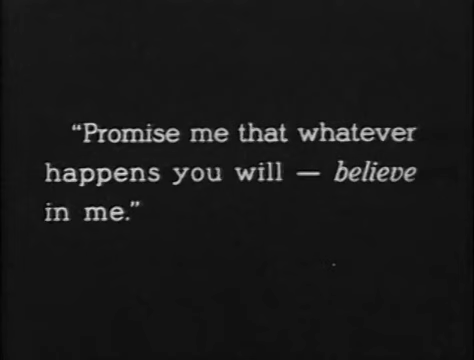 “Promise me that whatever
happens you will — believe
in me.”